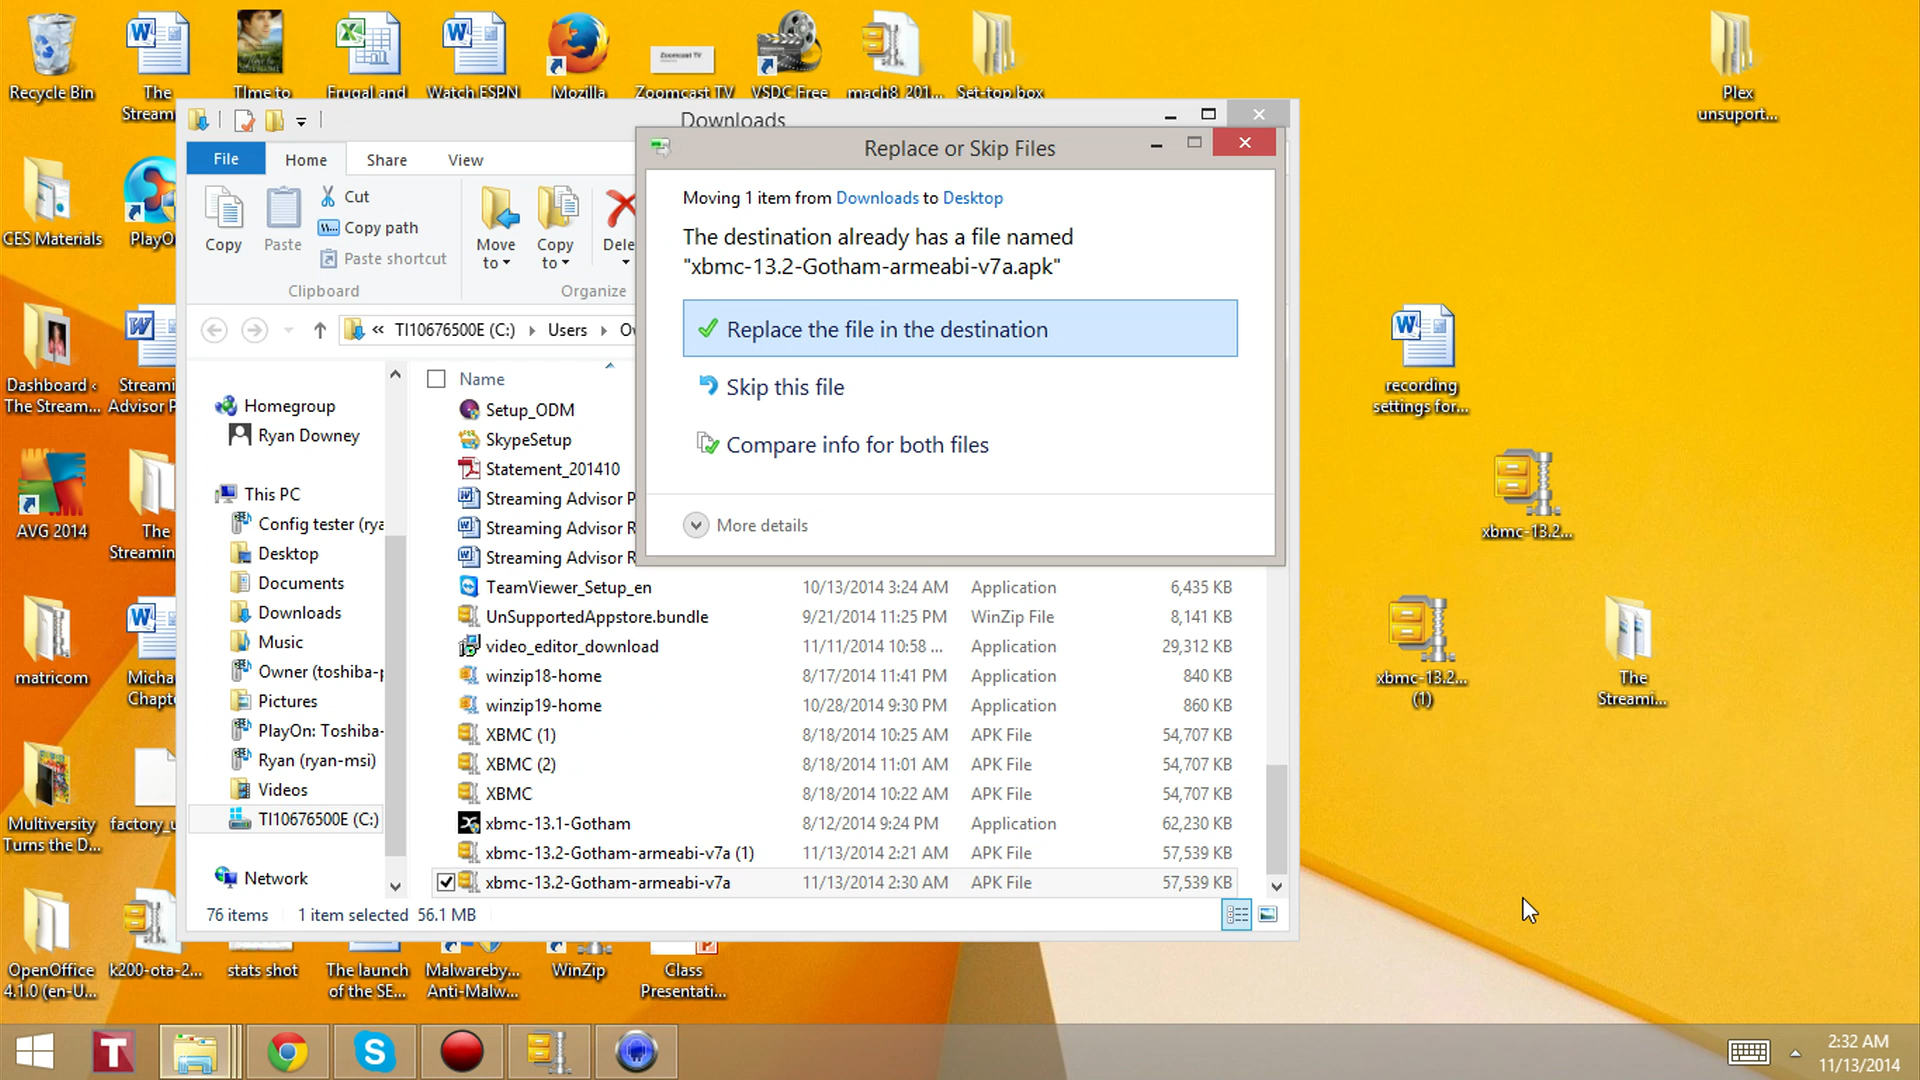 Recycle Bin
The
Stream...
TIme to
Frugal and
Watch ESPN
Mozilla
Zoomcast TV
Zoomcast TV
VSDC Free
mach8_201...
Set-top box
Plex
unsuport...
Downloads
File
Home
Share
View
Copy
Paste
Cut
Copy path
Paste shortcut
Clipboard
Move
to
Copy
to
Dele
Organize
Replace or Skip Files
Moving 1 item from Downloads to Desktop
The destination already has a file named
"xbmc-13.2-Gotham-armeabi-v7a.apk"
Replace the file in the destination
Skip this file
Compare info for both files
More details
« TI10676500E (C:) Users
Name
Homegroup
Ryan Downey
This PC
Config tester (rya
Desktop
Documents
Downloads
Music
Owner (toshiba-p
Pictures
PlayOn: Toshiba-
Ryan (ryan-msi)
Videos
TI10676500E (C:)
Network
Setup_ODM
SkypeSetup
Statement_201410
Streaming Advisor P
Streaming Advisor R
Streaming Advisor R
TeamViewer_Setup_en 10/13/2014 3:24 AM Application 6,435 KB
UnSupportedAppstore.bundle 9/21/2014 11:25 PM WinZip File 8,141 KB
video_editor_download 11/11/2014 10:58 ... Application 29,312 KB
winzip18-home 8/17/2014 11:41 PM Application 840 KB
winzip19-home 10/28/2014 9:30 PM Application 860 KB
XBMC (1) 8/18/2014 10:25 AM APK File 54,707 KB
XBMC (2) 8/18/2014 11:01 AM APK File 54,707 KB
XBMC 8/18/2014 10:22 AM APK File 54,707 KB
xbmc-13.1-Gotham 8/12/2014 9:24 PM Application 62,230 KB
xbmc-13.2-Gotham-armeabi-v7a (1) 11/13/2014 2:21 AM APK File 57,539 KB
xbmc-13.2-Gotham-armeabi-v7a 11/13/2014 2:30 AM APK File 57,539 KB
76 items 1 item selected 56.1 MB
CES Materials
PlayO
Dashboard ‹
The Stream...
Streami
Advisor P
AVG 2014
The
Streamin
matricom
Micha
Chapt
Multiversity
Turns the D...
factory_u
OpenOffice
4.1.0 (en-U...
k200-ota-2...
stats shot
The launch
of the SE...
Malwareby...
Anti-Malw...
WinZip
Class
Presentati...
recording
settings for...
xbmc-13.2...
xbmc-13.2...
(1)
The
Streami...
2:32 AM
11/13/2014